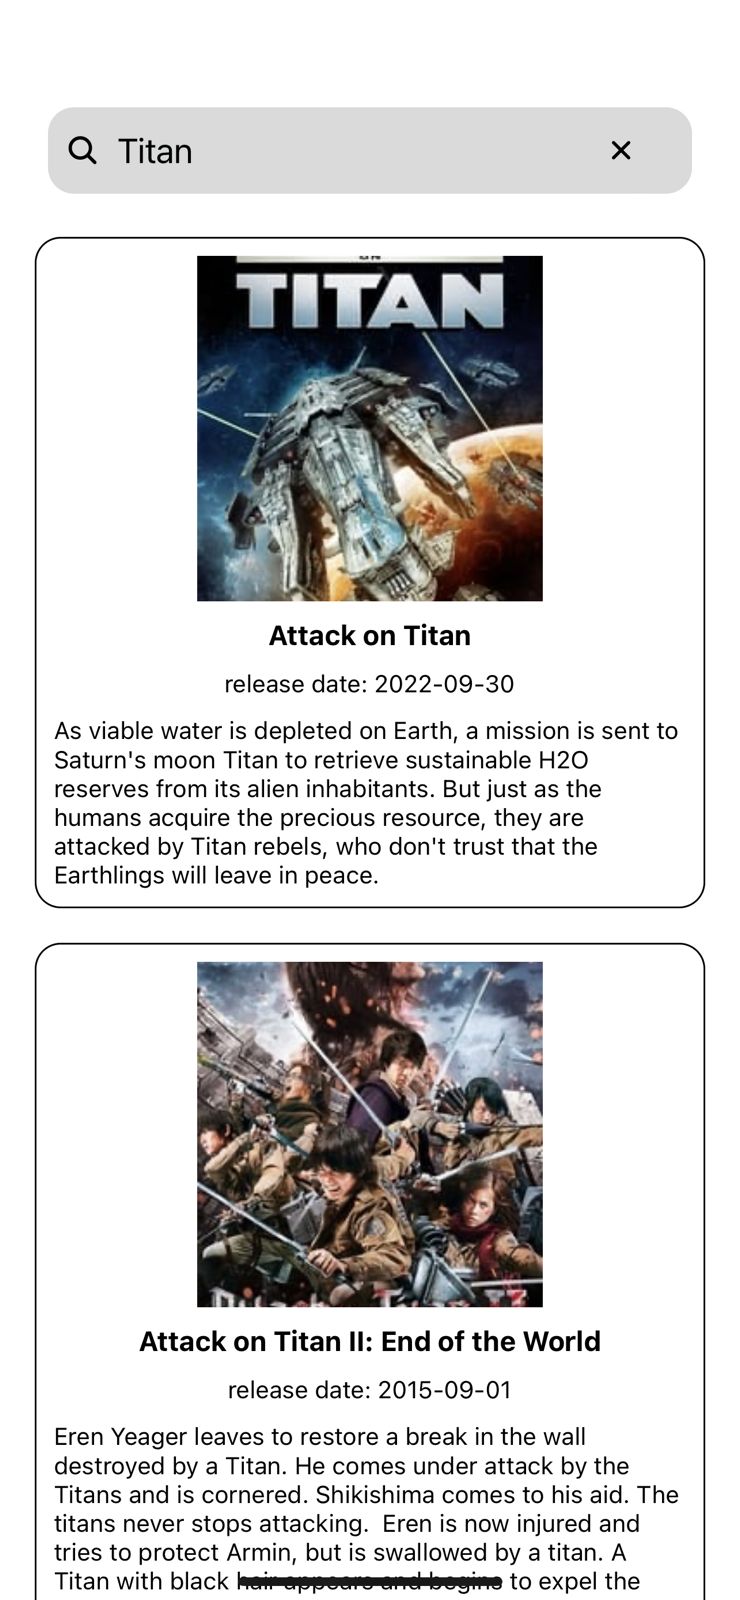 Titan
TITAN
Attack on Titan
release date: 2022-09-30
As viable water is depleted on Earth, a mission is sent to
Saturn's moon Titan to retrieve sustainable H2O
reserves from its alien inhabitants. But just as the
humans acquire the precious resource, they are
attacked by Titan rebels, who don't trust that the
Earthlings will leave in peace.
Attack on Titan II: End of the World
release date: 2015-09-01
Eren Yeager leaves to restore a break in the wall
destroyed by a Titan. He comes under attack by the
Titans and is cornered. Shikishima comes to his aid. The
titans never stops attacking.  Eren is now injured and
tries to protect Armin, but is swallowed by a titan. A
Titan with black hair appears and begins to expel the